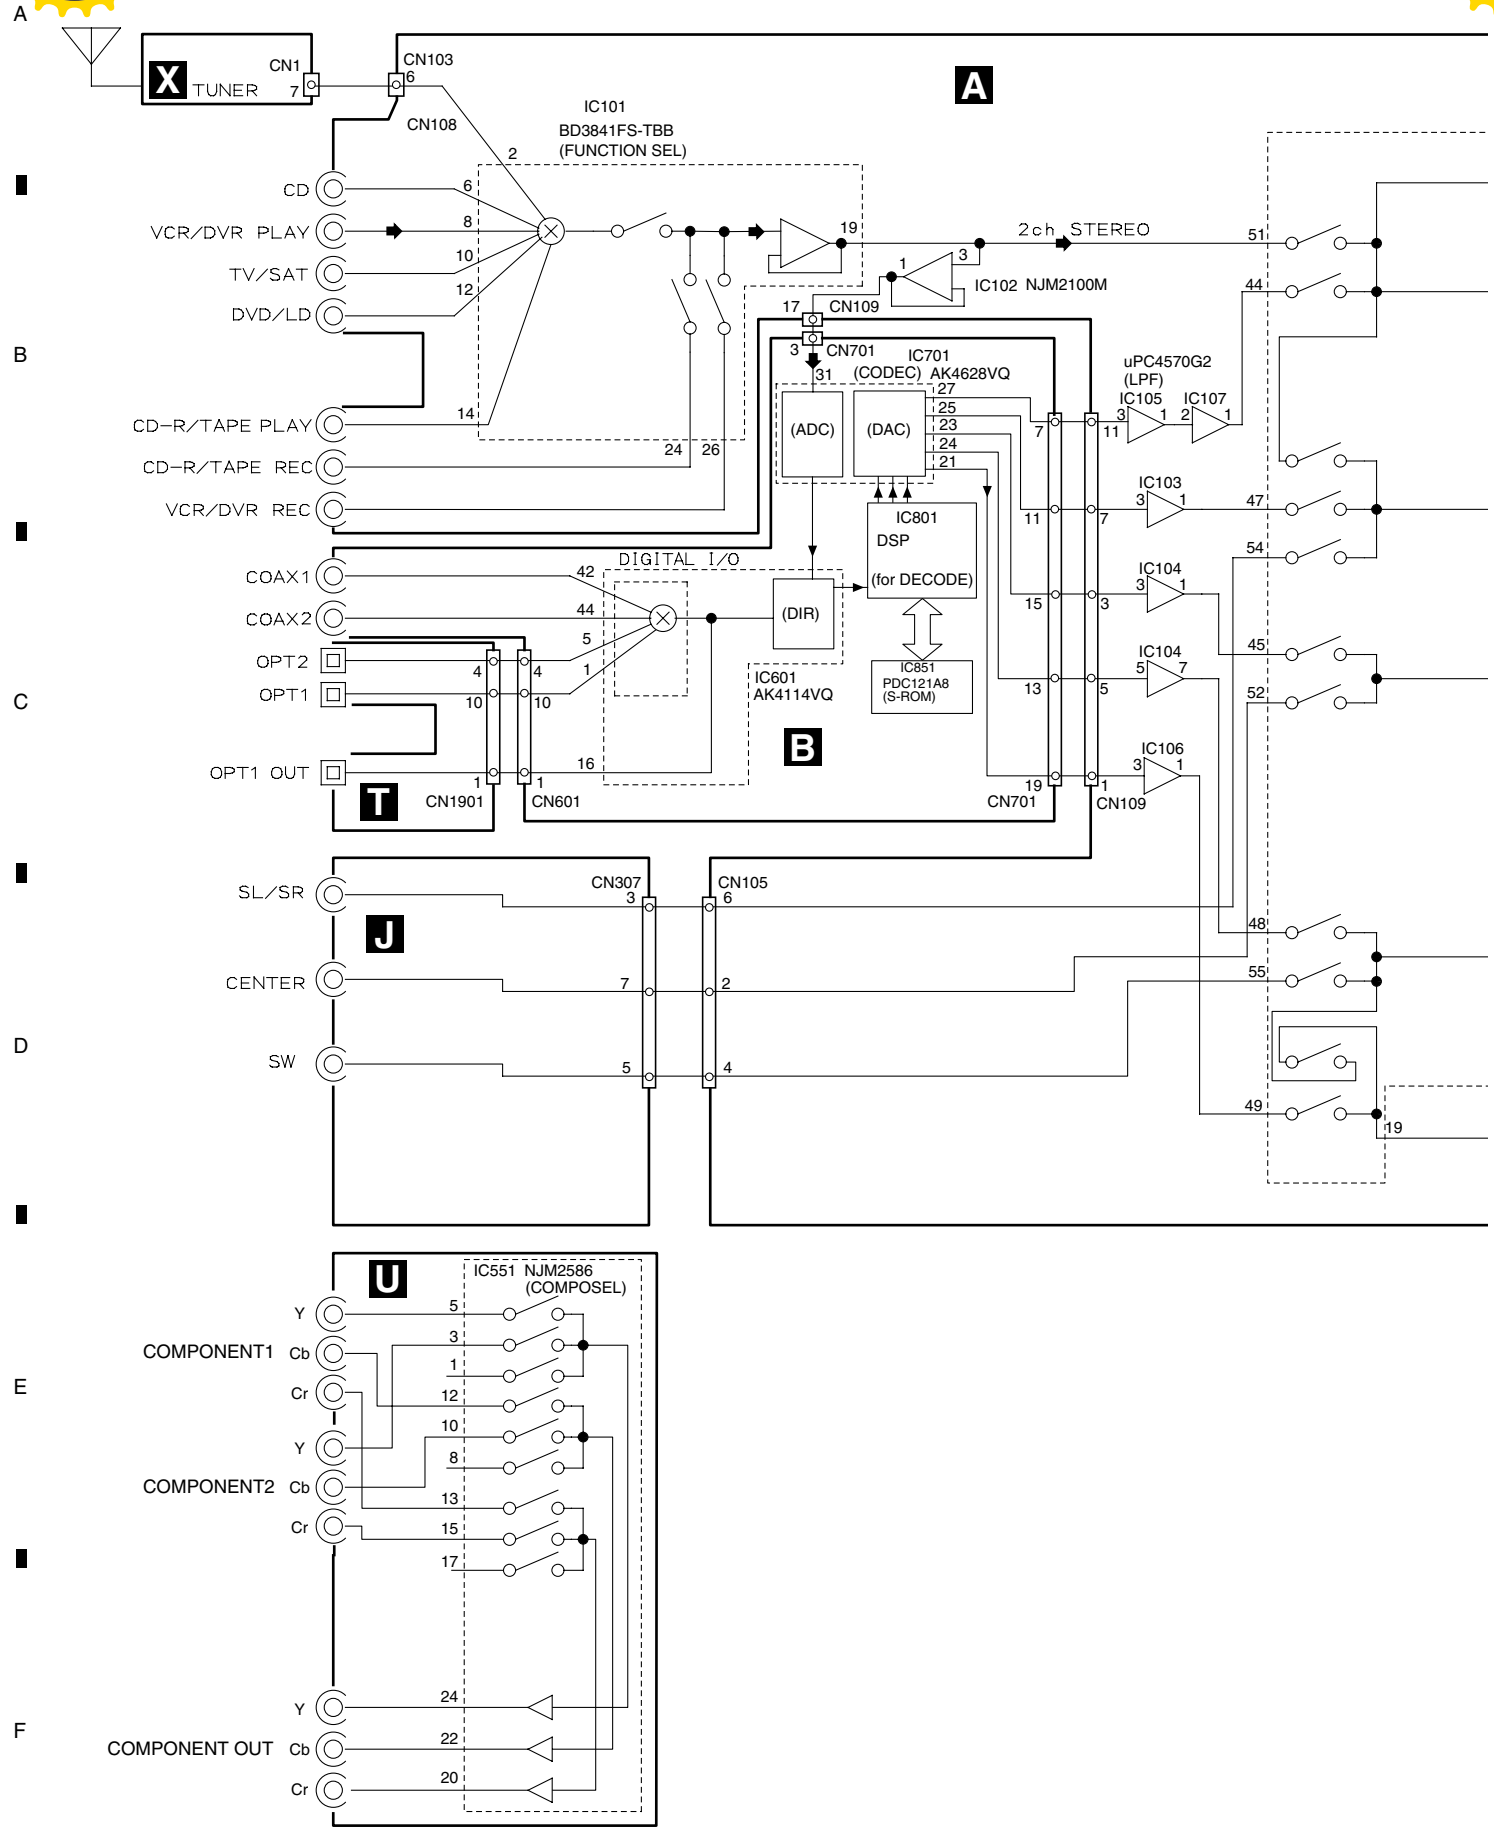 A
X TUNER
CN1
7
CN103
6
CN108
A
IC101
BD3841FS-TBB
(FUNCTION SEL)
2
CD
6
VCR/DVR PLAY
8
TV/SAT
10
DVD/LD
12
19
2ch STEREO
51
1
3
IC102 NJM2100M
44
17
CN109
B
3
CN701
31
IC701
(CODEC) AK4628VQ
(ADC)
(DAC)
27
25
23
24
21
uPC4570G2
(LPF)
IC105
IC107
3
1
2
1
7
11
CD-R/TAPE PLAY
14
CD-R/TAPE REC
24
26
VCR/DVR REC
IC103
3
1
47
11
7
IC801
DSP
(for DECODE)
54
DIGITAL I/O
COAX1
42
COAX2
44
(DIR)
IC104
3
1
15
3
OPT2
4
4
5
OPT1
10
10
1
IC601
AK4114VQ
IC851
PDC121A8
(S-ROM)
IC104
5
7
13
5
45
52
C
B
OPT1 OUT
T
1
1
16
CN1901
CN601
IC106
3
1
19
1
CN701
CN109
SL/SR
CN307
3
CN105
6
J
48
CENTER
7
2
55
D
SW
5
4
49
19
U
IC551 NJM2586
(COMPOSEL)
Y
5
COMPONENT1
Cb
3
1
E
Cr
12
10
Y
8
COMPONENT2
Cb
13
Cr
15
17
Y
24
F
COMPONENT OUT
Cb
22
Cr
20